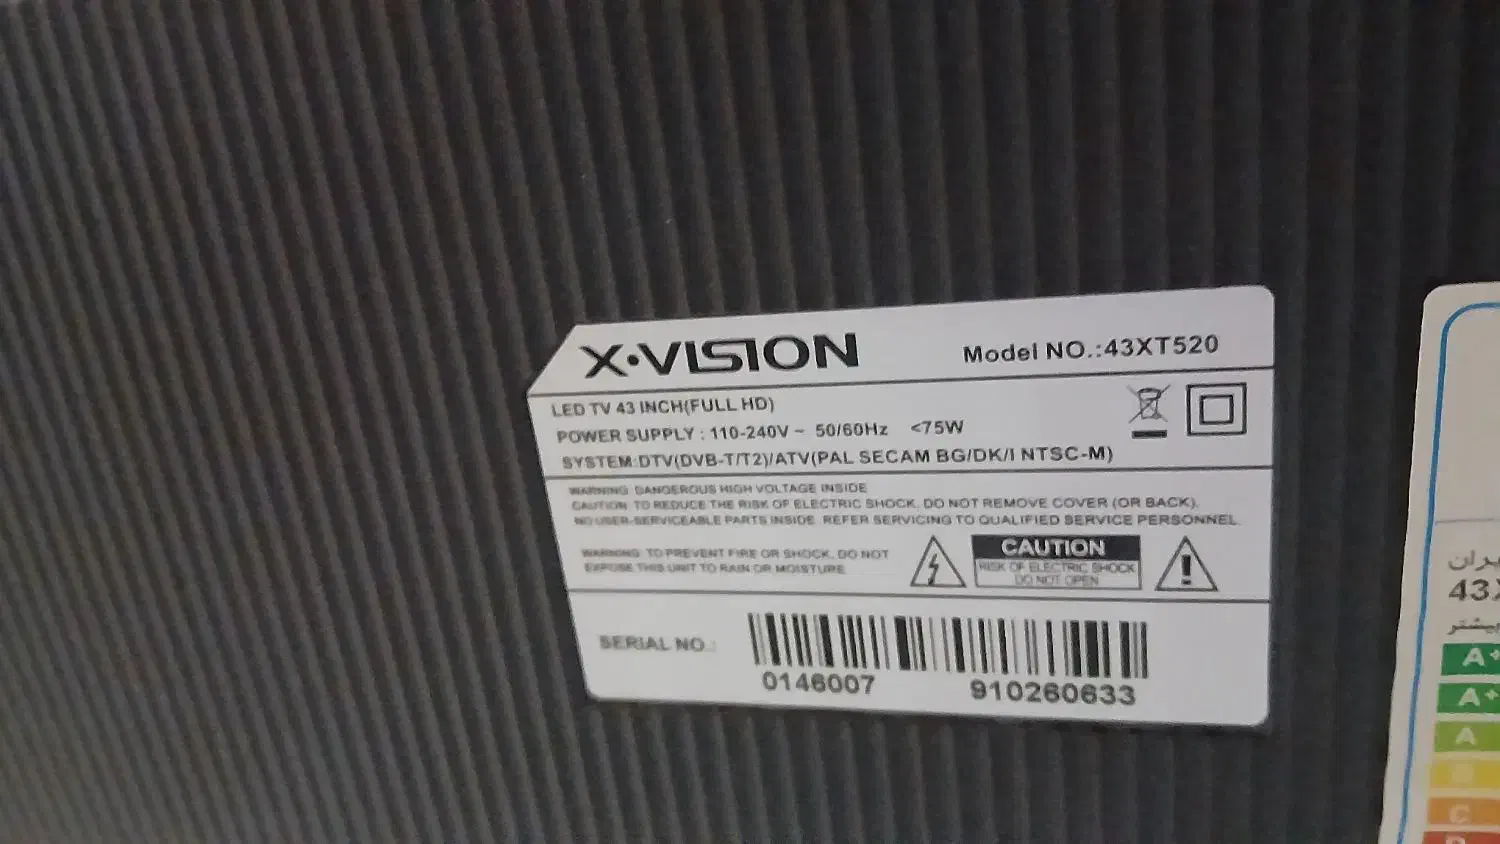 X·VISION
Model NO.:43XT520
LED TV 43 INCH(FULL HD)
POWER SUPPLY : 110-240V ~ 50/60Hz <75W
SYSTEM:DTV(DVB-T/T2)/ATV(PAL SECAM BG/DK/I NTSC-M)
WARNING: DANGEROUS HIGH VOLTAGE INSIDE
CAUTION: TO REDUCE THE RISK OF ELECTRIC SHOCK, DO NOT REMOVE COVER (OR BACK).
NO USER-SERVICEABLE PARTS INSIDE. REFER SERVICING TO QUALIFIED SERVICE PERSONNEL
WARNING: TO PREVENT FIRE OR SHOCK, DO NOT
EXPOSE THIS UNIT TO RAIN OR MOISTURE
CAUTION
RISK OF ELECTRIC SHOCK
DO NOT OPEN
SERIAL NO.:
0146007 910260633
43X
بیشتر
A+
A+
A
B
C